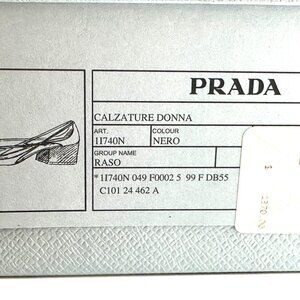 PRADA
CALZATURE DONNA
ART. COLOUR
1I740N NERO
GROUP NAME
RASO
* 1I740N 049 F0002 5 99 F DB55
C101 24 462 A
$